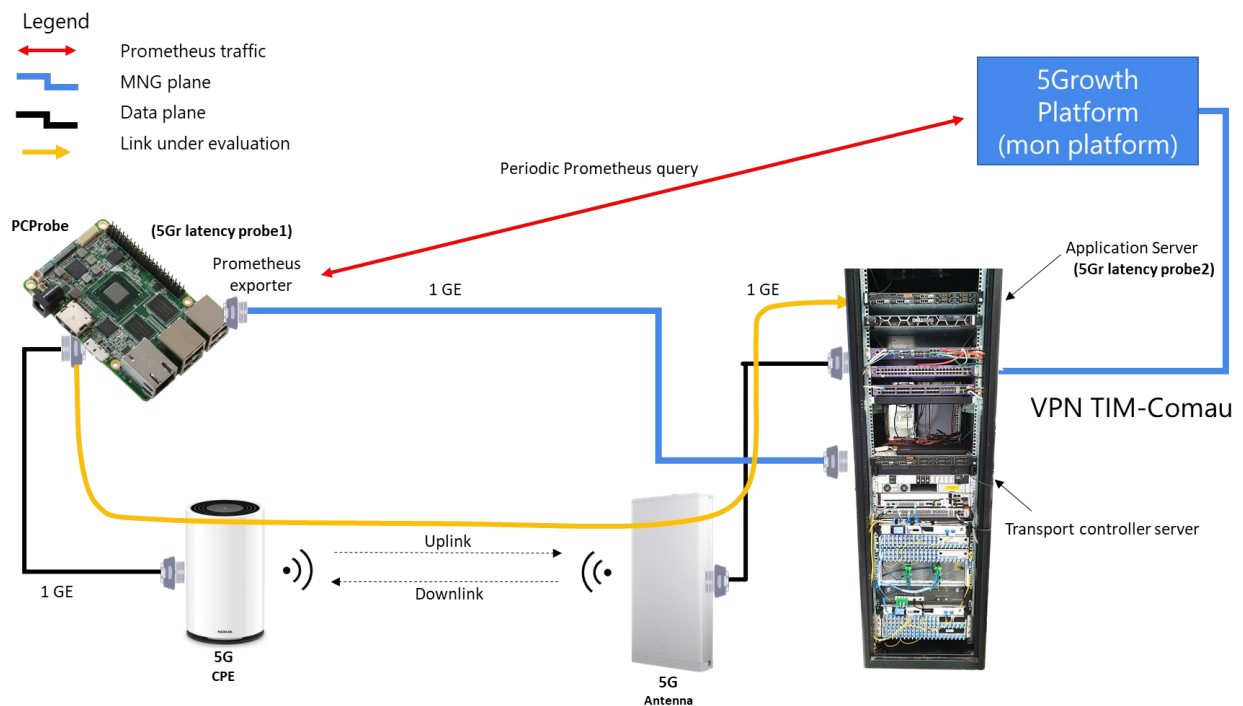 Legend
Prometheus traffic
MNG plane
Data plane
Link under evaluation
5Growth
Platform
(mon platform)
Periodic Prometheus query
PCProbe
(5Gr latency probe1)
Prometheus
exporter
Application Server
(5Gr latency probe2)
1 GE
1 GE
VPN TIM-Comau
Transport controller server
Uplink
Downlink
1 GE
NOKIA
5G
CPE
5G
Antenna